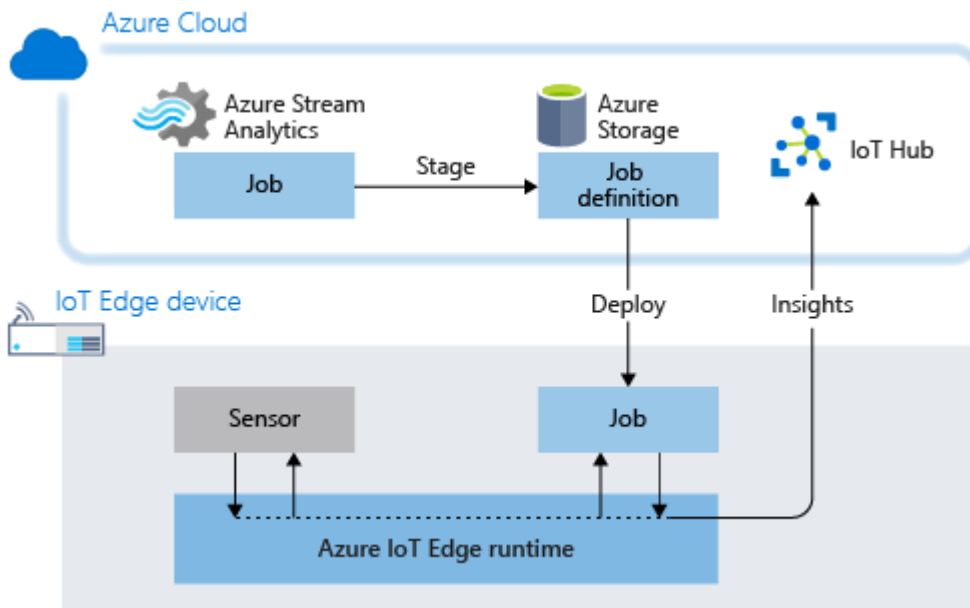 Azure Cloud
Azure Stream
Analytics
Azure
Storage
IoT Hub
Job
Stage
Job
definition
IoT Edge device
Deploy
Insights
Sensor
Job
Azure IoT Edge runtime